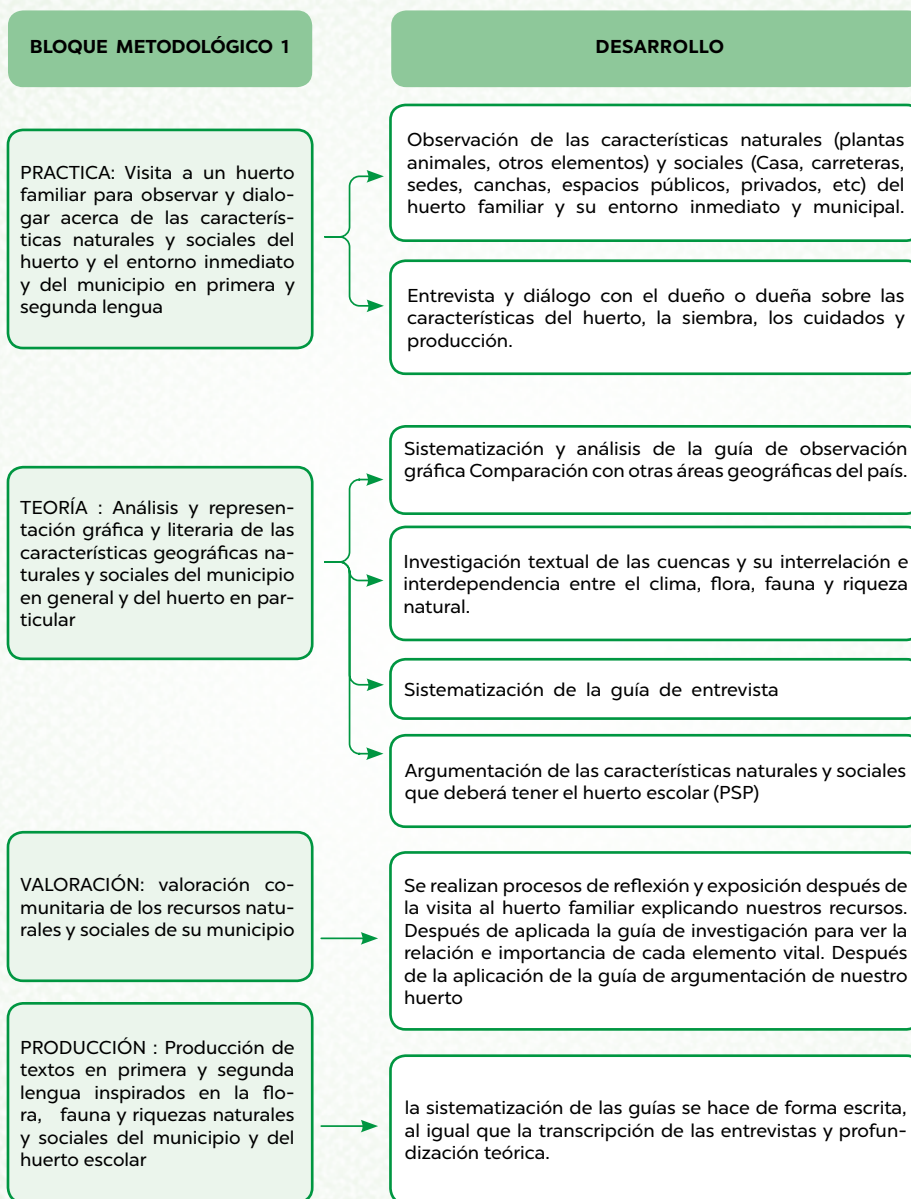 BLOQUE METODOLÓGICO 1
DESARROLLO
PRACTICA: Visita a un huerto
familiar para observar y dialo-
gar acerca de las caracterís-
ticas naturales y sociales del
huerto y el entorno inmediato
y del municipio en primera y
segunda lengua
Observación de las características naturales (plantas
animales, otros elementos) y sociales (Casa, carreteras,
sedes, canchas, espacios públicos, privados, etc) del
huerto familiar y su entorno inmediato y municipal.
Entrevista y diálogo con el dueño o dueña sobre las
características del huerto, la siembra, los cuidados y
producción.
TEORÍA : Análisis y represen-
tación gráfica y literaria de las
características geográficas na-
turales y sociales del municipio
en general y del huerto en par-
ticular
Sistematización y análisis de la guía de observación
gráfica Comparación con otras áreas geográficas del país.
Investigación textual de las cuencas y su interrelación e
interdependencia entre el clima, flora, fauna y riqueza
natural.
Sistematización de la guía de entrevista
Argumentación de las características naturales y sociales
que deberá tener el huerto escolar (PSP)
VALORACIÓN: valoración co-
munitaria de los recursos natu-
rales y sociales de su municipio
Se realizan procesos de reflexión y exposición después de
la visita al huerto familiar explicando nuestros recursos.
Después de aplicada la guía de investigación para ver la
relación e importancia de cada elemento vital. Después
de la aplicación de la guía de argumentación de nuestro
huerto
PRODUCCIÓN : Producción de
textos en primera y segunda
lengua inspirados en la flo-
ra, fauna y riquezas naturales
y sociales del municipio y del
huerto escolar
la sistematización de las guías se hace de forma escrita,
al igual que la transcripción de las entrevistas y profun-
dización teórica.